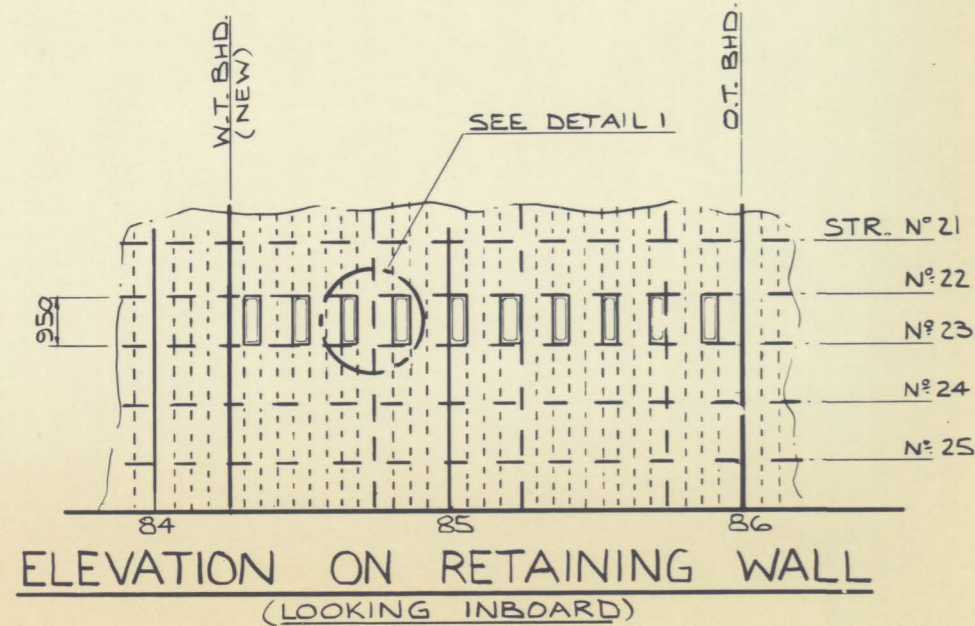 W.T. BHD.
(NEW)
O.T. BHD.
SEE DETAIL 1
STR. Nº 21
Nº 22
Nº 23
Nº 24
Nº 25
950
84
85
86
ELEVATION ON RETAINING WALL
(LOOKING INBOARD)